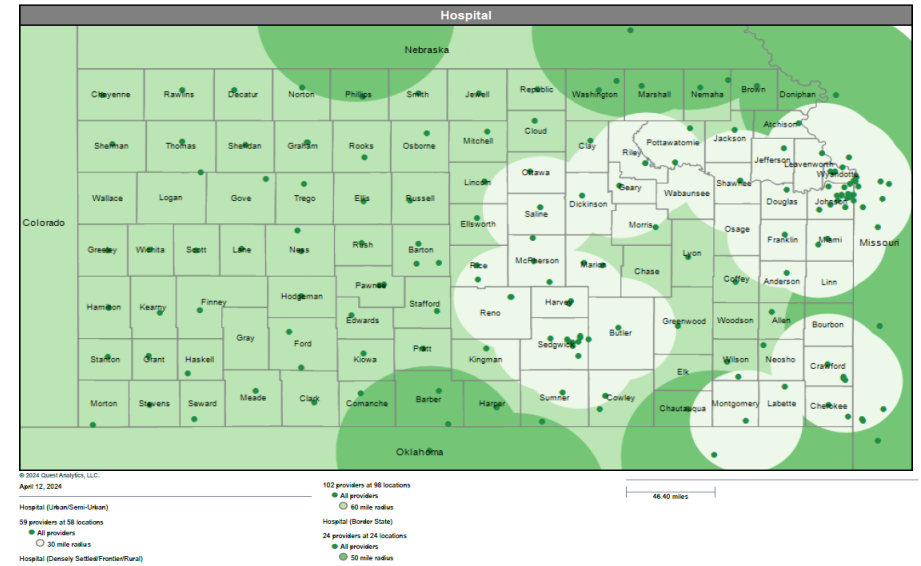 Hospital
Nebraska
Cheyenne Rawlins Decatur Norton Phillips Smith Jewell Republic Washington Marshall Nemaha Brown Doniphan
Atchison
Sherman Thomas Sheridan Graham Rooks Osborne Mitchell Cloud Clay Riley Pottawatomie Jackson
Jefferson Leavenworth
Wyandotte
Wallace Logan Gove Trego Ellis Russell Lincoln Ottawa Dickinson Geary Wabaunsee Shawnee Douglas Johnson
Colorado
Ellsworth Saline Morris Osage
Missouri
Greeley Wichita Scott Lane Ness Rush Barton Rice McPherson Marion Chase Lyon Franklin Miami
Hamilton Kearny Finney Hodgeman Pawnee Stafford Reno Harvey Coffey Anderson Linn
Gray Ford Edwards Butler Greenwood Woodson Allen Bourbon
Stanton Grant Haskell Kiowa Pratt Kingman Sedgwick Elk Wilson Neosho Crawford
Morton Stevens Seward Meade Clark Comanche Barber Harper Sumner Cowley Chautauqua Montgomery Labette Cherokee
Oklahoma
© 2024 Quest Analytics, LLC.
April 12, 2024
Hospital (Urban/Semi-Urban)
59 providers at 58 locations
All providers
30 mile radius
Hospital (Densely Settled/Frontier/Rural)
102 providers at 98 locations
All providers
60 mile radius
Hospital (Border State)
24 providers at 24 locations
All providers
50 mile radius
46.40 miles